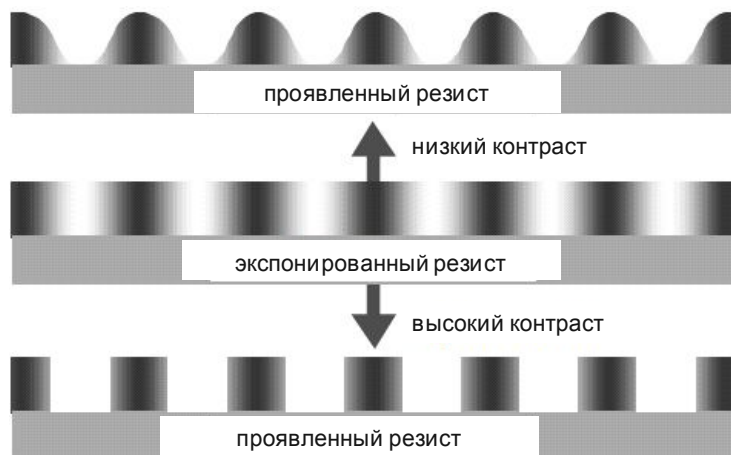 проявленный резист
низкий контраст
экспонированный резист
высокий контраст
проявленный резист